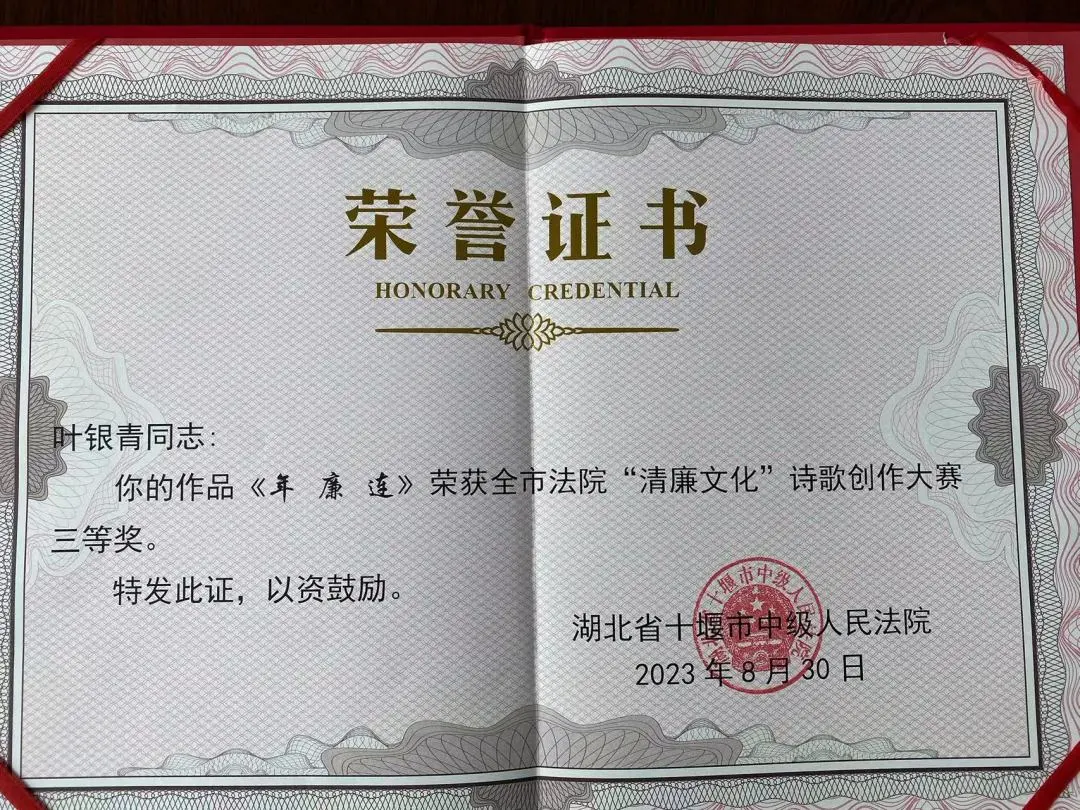 荣誉证书
HONORARY CREDENTIAL
叶银青同志:
你的作品《年 廉 连》荣获全市法院“清廉文化”诗歌创作大赛
三等奖。
特发此证，以资鼓励。
湖北省十堰市中级人民法院
2023年8月30日